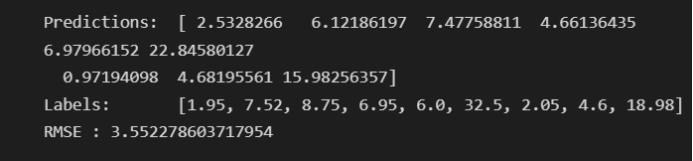 Predictions:  [ 2.5328266   6.12186197  7.47758811  4.66136435
6.97966152 22.84580127
  0.97194098  4.68195561 15.98256357]
Labels:       [1.95, 7.52, 8.75, 6.95, 6.0, 32.5, 2.05, 4.6, 18.98]
RMSE : 3.552278603717954